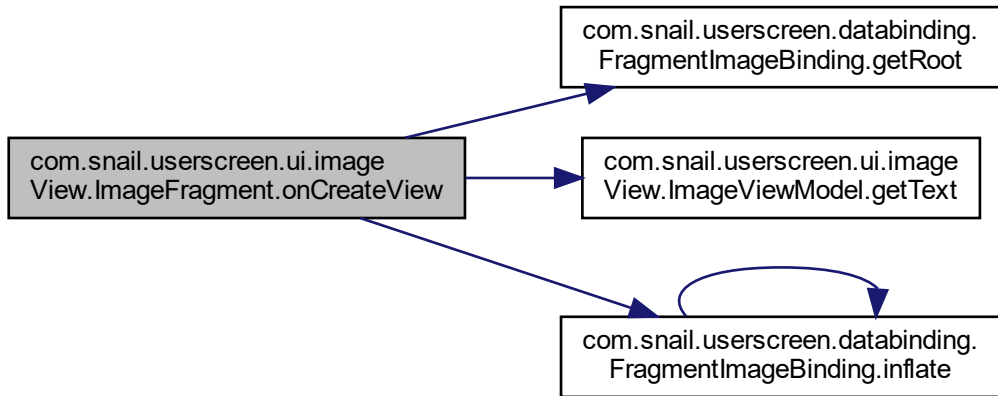 com.snail.userscreen.databinding.
FragmentImageBinding.getRoot
com.snail.userscreen.ui.image
View.ImageFragment.onCreateView
com.snail.userscreen.ui.image
View.ImageViewModel.getText
com.snail.userscreen.databinding.
FragmentImageBinding.inflate